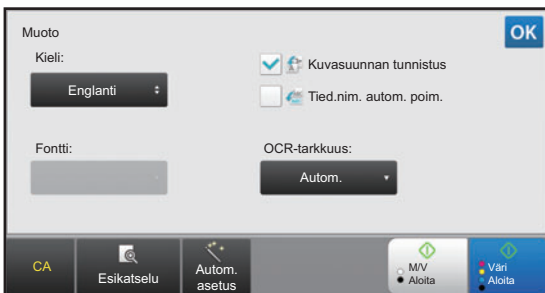 Muoto
OK
Kieli:
Kuvasuunnan tunnistus
Englanti
Tied.nim. autom. poim.
Fontti:
OCR-tarkkuus:
Autom.
CA
Esikatselu
Autom.
asetus
M/V
Aloita
Väri
Aloita